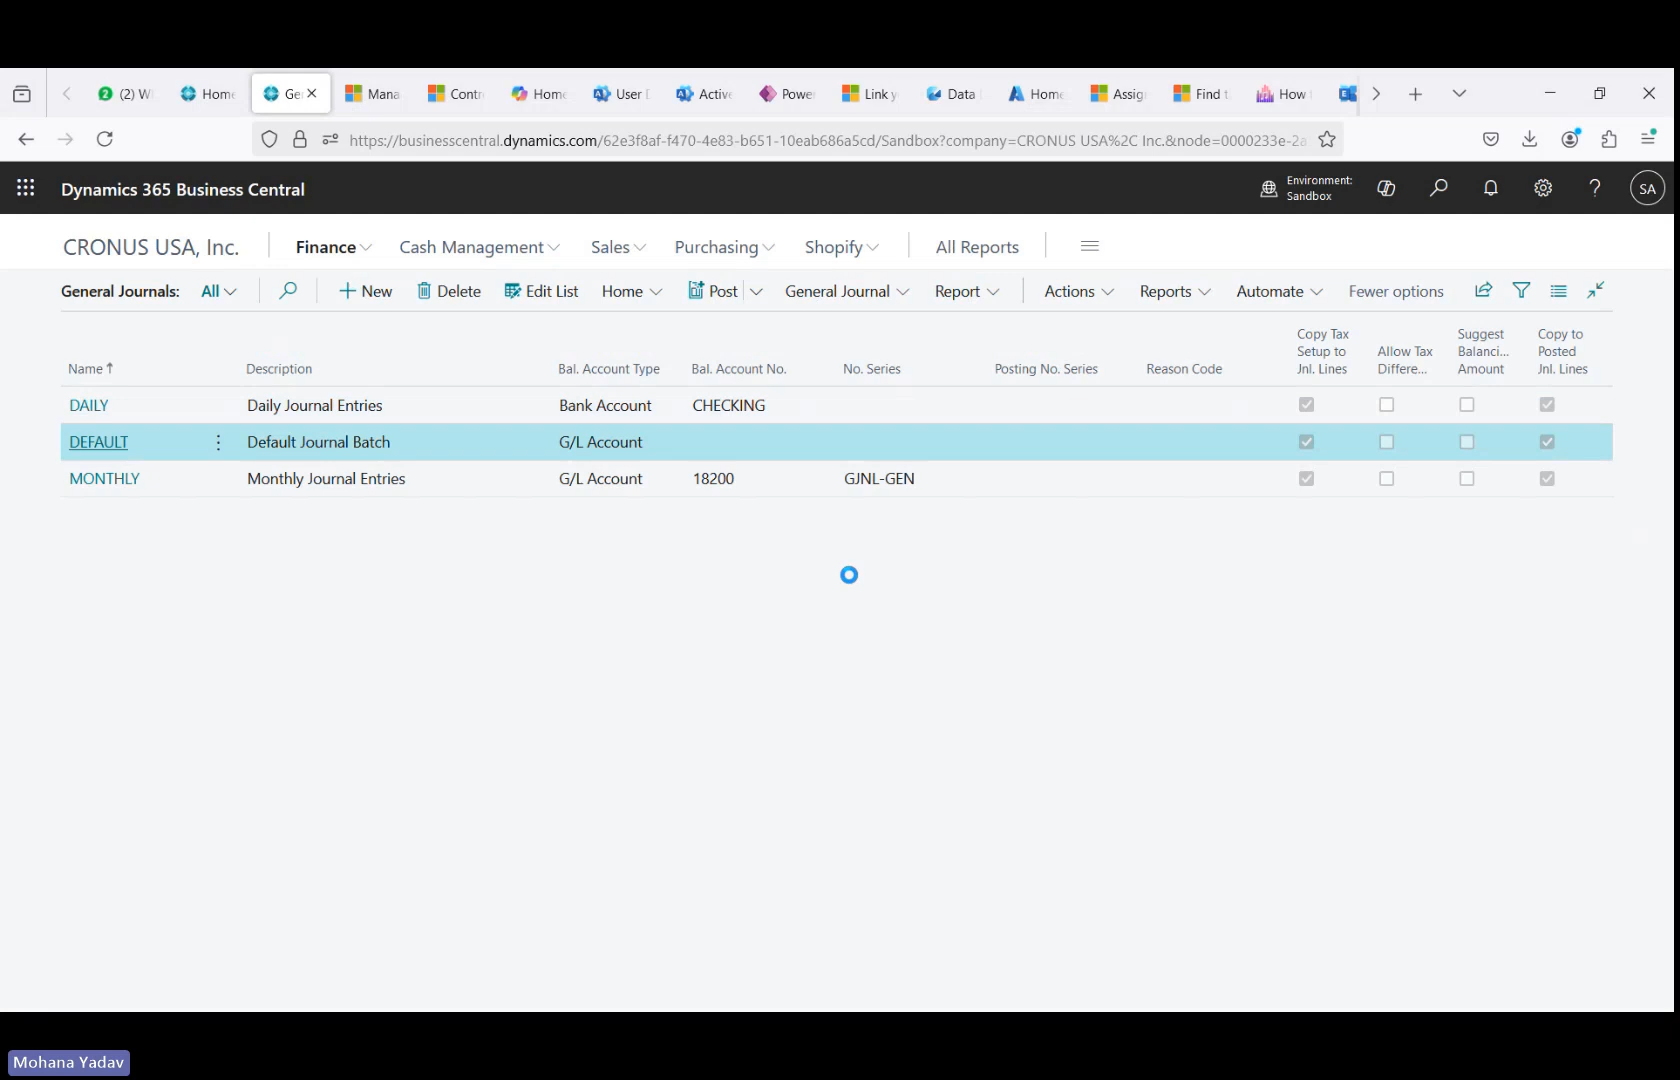 (2) W
Home
Ge
Mana
Contr
Home
User
Active
Power
Link y
Data
Home
Assig
Find t
How
https://businesscentral.dynamics.com/62e3f8af-f470-4e83-b651-10eab686a5cd/Sandbox?company=CRONUS USA%2C Inc.&node=0000233e-2a
Dynamics 365 Business Central
Environment:
Sandbox
SA
CRONUS USA, Inc.
Finance
Cash Management
Sales
Purchasing
Shopify
All Reports
General Journals:
All
New
Delete
Edit List
Home
Post
General Journal
Report
Actions
Reports
Automate
Fewer options
Name ↑
Description
Bal. Account Type
Bal. Account No.
No. Series
Posting No. Series
Reason Code
Copy Tax
Setup to
Jnl. Lines
Allow Tax
Differe...
Suggest
Balanci...
Amount
Copy to
Posted
Jnl. Lines
DAILY Daily Journal Entries Bank Account CHECKING
DEFAULT Default Journal Batch G/L Account
MONTHLY Monthly Journal Entries G/L Account 18200 GJNL-GEN
Mohana Yadav